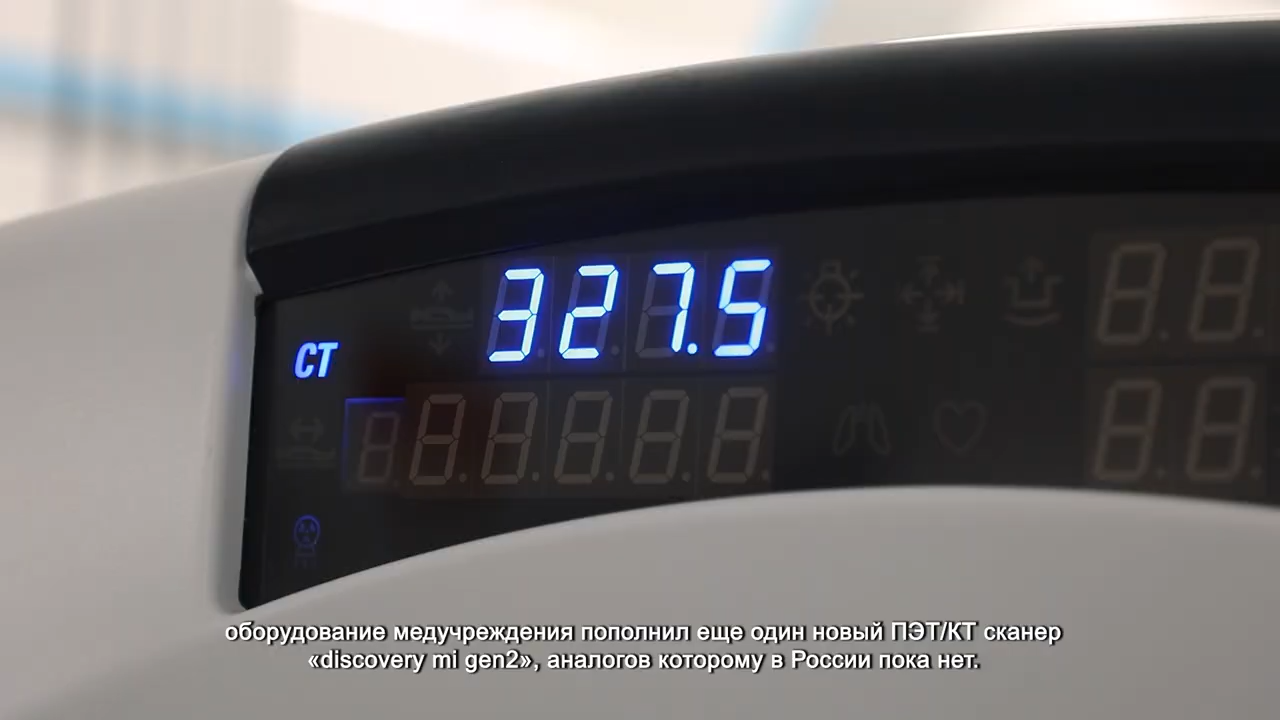 327.5
CT
оборудование медучреждения пополнил еще один новый ПЭТ/КТ сканер
«discovery mi gen2», аналогов которому в России пока нет.